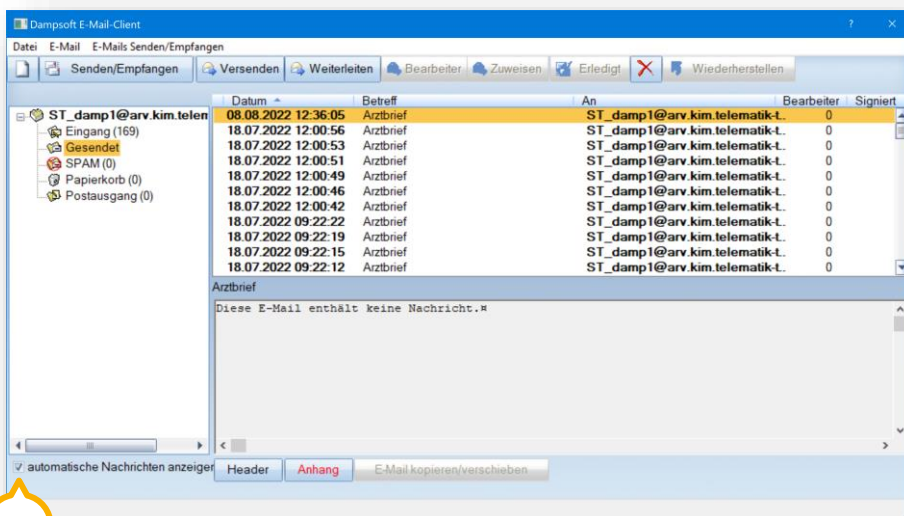 Dampsoft E-Mail-Client
Datei E-Mail E-Mails Senden/Empfangen
Senden/Empfangen Versenden Weiterleiten Bearbeiter Zuweisen Erledigt Wiederherstellen
Datum Betreff An Bearbeiter Signiert
ST_damp1@arv.kim.telen
Eingang (169)
Gesendet
SPAM (0)
Papierkorb (0)
Postausgang (0)
08.08.2022 12:36:05 Arztbrief ST_damp1@arv.kim.telematik-t.. 0
18.07.2022 12:00:56 Arztbrief ST_damp1@arv.kim.telematik-t.. 0
18.07.2022 12:00:53 Arztbrief ST_damp1@arv.kim.telematik-t.. 0
18.07.2022 12:00:51 Arztbrief ST_damp1@arv.kim.telematik-t.. 0
18.07.2022 12:00:49 Arztbrief ST_damp1@arv.kim.telematik-t.. 0
18.07.2022 12:00:46 Arztbrief ST_damp1@arv.kim.telematik-t.. 0
18.07.2022 12:00:42 Arztbrief ST_damp1@arv.kim.telematik-t.. 0
18.07.2022 09:22:22 Arztbrief ST_damp1@arv.kim.telematik-t.. 0
18.07.2022 09:22:19 Arztbrief ST_damp1@arv.kim.telematik-t.. 0
18.07.2022 09:22:15 Arztbrief ST_damp1@arv.kim.telematik-t.. 0
18.07.2022 09:22:12 Arztbrief ST_damp1@arv.kim.telematik-t.. 0
Arztbrief
Diese E-Mail enthält keine Nachricht.¤
automatische Nachrichten anzeiger
Header Anhang E-Mail kopieren/verschieben